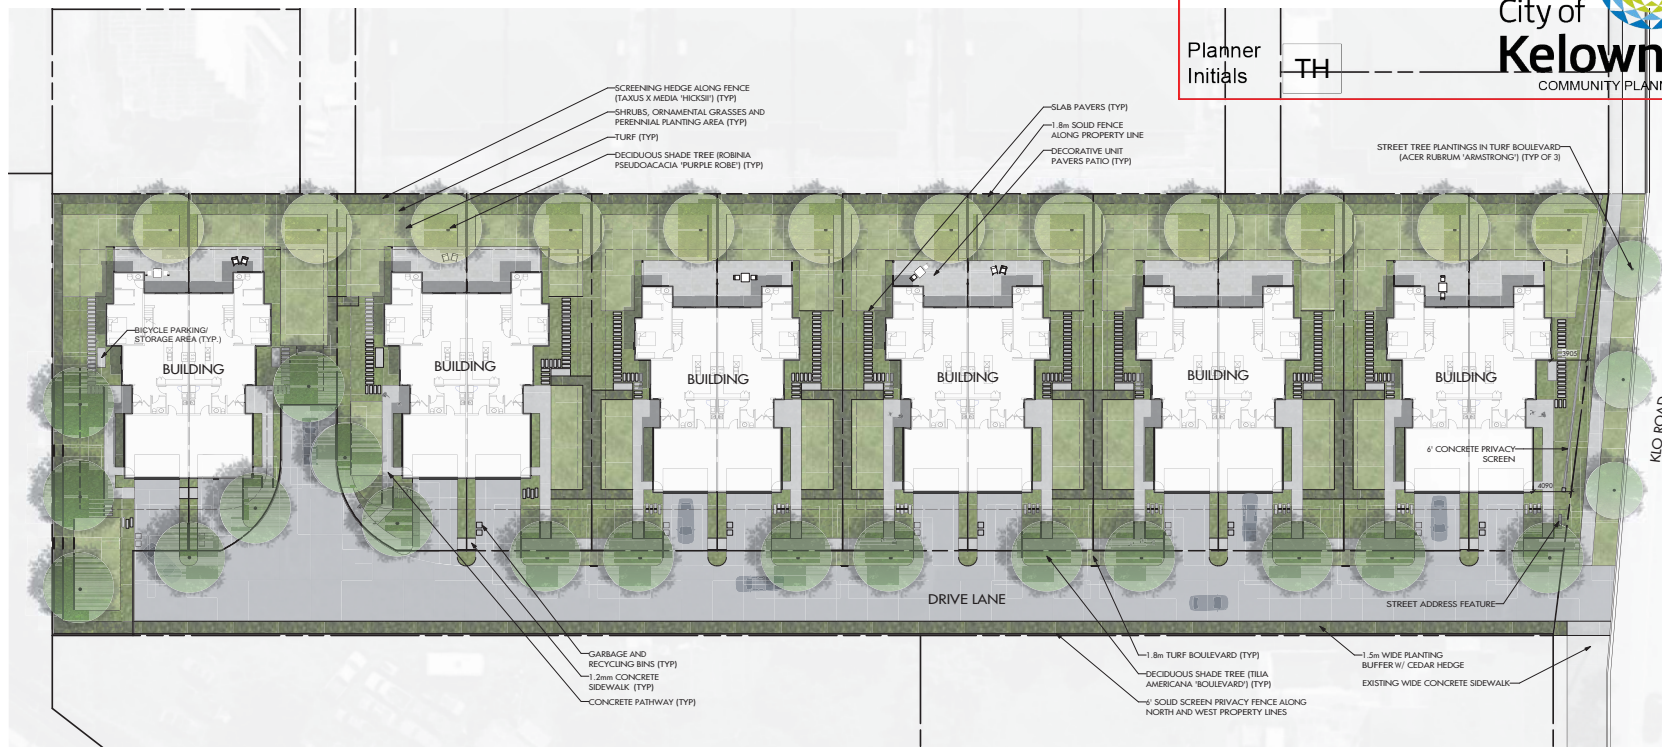 City of
Kelown
COMMUNITY PLAN
Planner
Initials
TH
SCREENING HEDGE ALONG FENCE
(TAXUS X MEDIA 'HICKSII') (TYP)
SHRUBS, ORNAMENTAL GRASSES AND
PERENNIAL PLANTING AREA (TYP)
TURF (TYP)
DECIDUOUS SHADE TREE (ROBINIA
PSEUDOACACIA 'PURPLE ROBE') (TYP)
SLAB PAVERS (TYP)
1.8m SOLID FENCE
ALONG PROPERTY LINE
DECORATIVE UNIT
PAVERS PATIO (TYP)
STREET TREE PLANTINGS IN TURF BOULEVARD
(ACER RUBRUM 'ARMSTRONG') (TYP OF 3)
BICYCLE PARKING/
STORAGE AREA (TYP.)
BUILDING
BUILDING
BUILDING
BUILDING
BUILDING
BUILDING
3905
KLO ROAD
6' CONCRETE PRIVACY
SCREEN
4090
DRIVE LANE
STREET ADDRESS FEATURE
GARBAGE AND
RECYCLING BINS (TYP)
1.2mm CONCRETE
SIDEWALK (TYP)
CONCRETE PATHWAY (TYP)
1.8m TURF BOULEVARD (TYP)
DECIDUOUS SHADE TREE (TILIA
AMERICANA 'BOULEVARD') (TYP)
6' SOLID SCREEN PRIVACY FENCE ALONG
NORTH AND WEST PROPERTY LINES
1.5m WIDE PLANTING
BUFFER W/ CEDAR HEDGE
EXISTING WIDE CONCRETE SIDEWALK